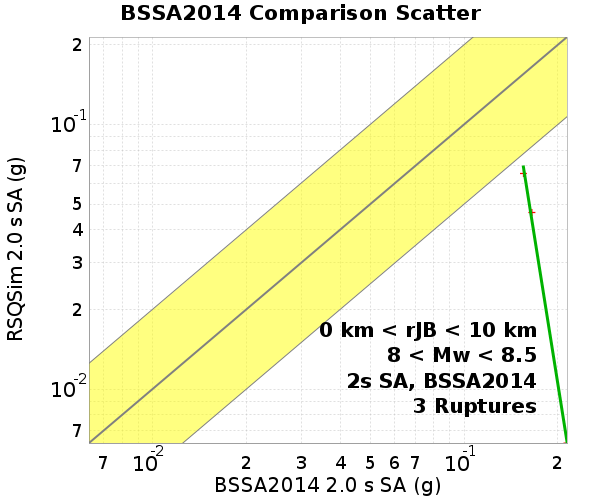 BSSA2014 Comparison Scatter
RSQSim 2.0 s SA (g)
2
10-1
7
5
4
3
2
10-2
7
0 km < rJB < 10 km
8 < Mw < 8.5
2s SA, BSSA2014
3 Ruptures
7 10-2 2 3 4 5 6 7 10-1 2
BSSA2014 2.0 s SA (g)